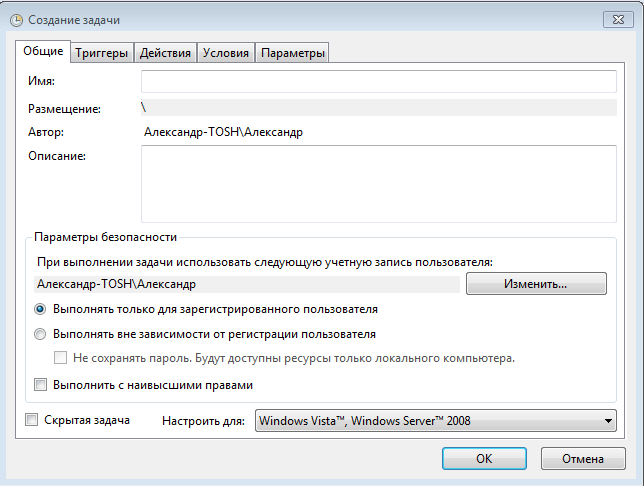 Создание задачи
Общие Триггеры Действия Условия Параметры
Имя:
Размещение: \
Автор: Александр-TOSH\Александр
Описание:
Параметры безопасности
При выполнении задачи использовать следующую учетную запись пользователя:
Александр-TOSH\Александр Изменить...
Выполнять только для зарегистрированного пользователя
Выполнять вне зависимости от регистрации пользователя
Не сохранять пароль. Будут доступны ресурсы только локального компьютера.
Выполнить с наивысшими правами
Скрытая задача Настроить для: Windows Vista™, Windows Server™ 2008
OK Отмена